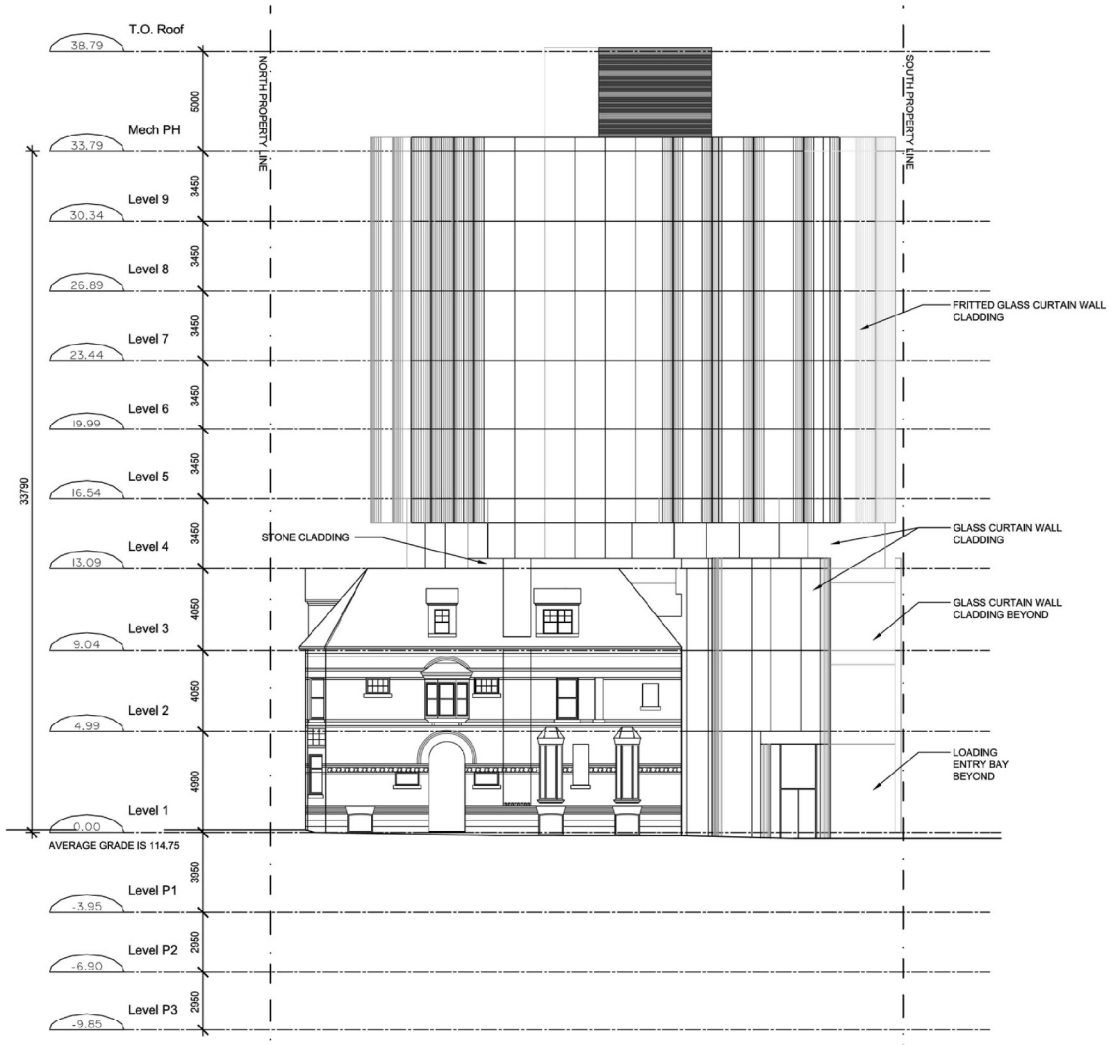 T.O. Roof
38.79
NORTH PROPERTY LINE
SOUTH PROPERTY LINE
5000
Mech PH
33.79
3450
Level 9
30.34
3450
Level 8
26.89
3450
Level 7
23.44
FRITTED GLASS CURTAIN WALL
CLADDING
3450
Level 6
19.99
3450
Level 5
16.54
33790
3450
Level 4
13.09
STONE CLADDING
GLASS CURTAIN WALL
CLADDING
4050
Level 3
9.04
GLASS CURTAIN WALL
CLADDING BEYOND
4050
Level 2
4.99
4990
LOADING
ENTRY BAY
BEYOND
Level 1
0.00
AVERAGE GRADE IS 114.75
3950
Level P1
-3.95
2950
Level P2
-6.90
2950
Level P3
-9.85